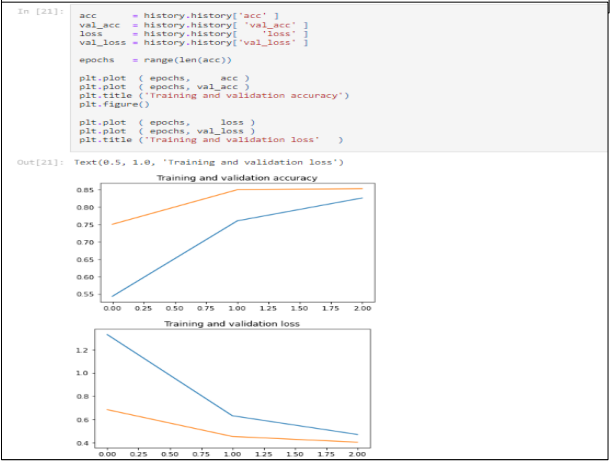 In [21]:
acc      = history.history['acc' ]
val_acc  = history.history[ 'val_acc' ]
loss     = history.history[    'loss' ]
val_loss = history.history['val_loss' ]
epochs   = range(len(acc))
plt.plot  ( epochs,     acc )
plt.plot  ( epochs, val_acc )
plt.title ('Training and validation accuracy')
plt.figure()
plt.plot  ( epochs,     loss )
plt.plot  ( epochs, val_loss )
plt.title ('Training and validation loss'   )
Out[21]: Text(0.5, 1.0, 'Training and validation loss')
Training and validation accuracy
0.85
0.80
0.75
0.70
0.65
0.60
0.55
0.00 0.25 0.50 0.75 1.00 1.25 1.50 1.75 2.00
Training and validation loss
1.2
1.0
0.8
0.6
0.4
0.00 0.25 0.50 0.75 1.00 1.25 1.50 1.75 2.00